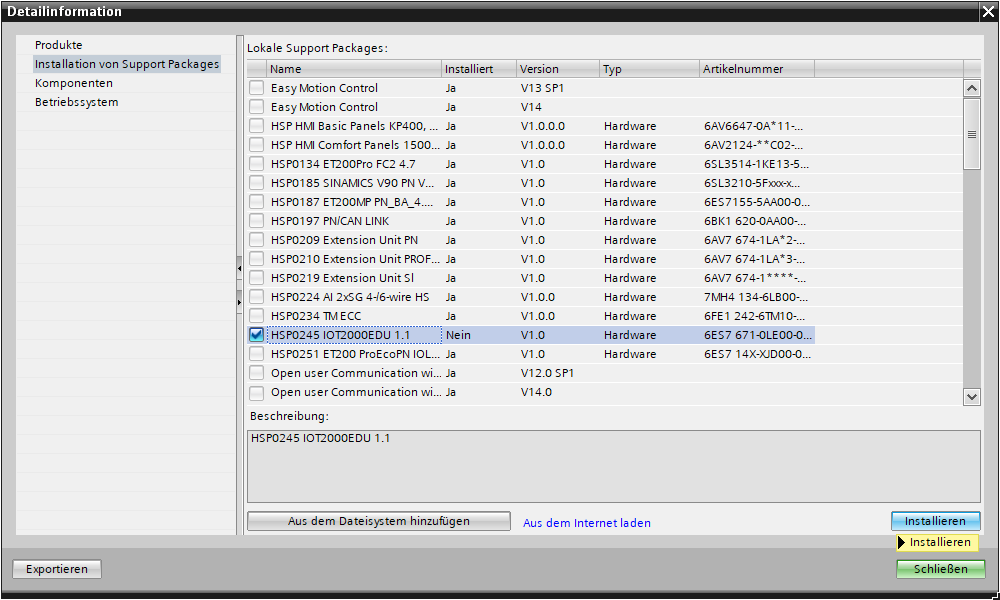 Detailinformation
Produkte
Installation von Support Packages
Komponenten
Betriebssystem
Lokale Support Packages:
Name Installiert Version Typ Artikelnummer
Easy Motion Control Ja V13 SP1
Easy Motion Control Ja V14
HSP HMI Basic Panels KP400, ... Ja V1.0.0.0 Hardware 6AV6647-0A*11-...
HSP HMI Comfort Panels 1500... Ja V1.0.0.0 Hardware 6AV2124-**C02-...
HSP0134 ET200Pro FC2 4.7 Ja V1.0 Hardware 6SL3514-1KE13-5...
HSP0185 SINAMICS V90 PN V... Ja V1.0 Hardware 6SL3210-5Fxxx-x...
HSP0187 ET200MP PN_BA_4.... Ja V1.0 Hardware 6ES7155-5AA00-0...
HSP0197 PN/CAN LINK Ja V1.0 Hardware 6BK1 620-0AA00-...
HSP0209 Extension Unit PN Ja V1.0 Hardware 6AV7 674-1LA*2-...
HSP0210 Extension Unit PROF... Ja V1.0 Hardware 6AV7 674-1LA*3-...
HSP0219 Extension Unit Sl Ja V1.0 Hardware 6AV7 674-1****-...
HSP0224 AI 2xSG 4-/6-wire HS Ja V1.0.0 Hardware 7MH4 134-6LB00-...
HSP0234 TM ECC Ja V1.0.0 Hardware 6FE1 242-6TM10-...
HSP0245 IOT2000EDU 1.1 Nein V1.0 Hardware 6ES7 671-0LE00-0...
HSP0251 ET200 ProEcoPN IOL... Ja V1.0 Hardware 6ES7 14X-XJD00-0...
Open user Communication wi... Ja V12.0 SP1
Open user Communication wi... Ja V14.0
Beschreibung:
HSP0245 IOT2000EDU 1.1
Aus dem Dateisystem hinzufügen Aus dem Internet laden Installieren
Installieren
Exportieren Schließen